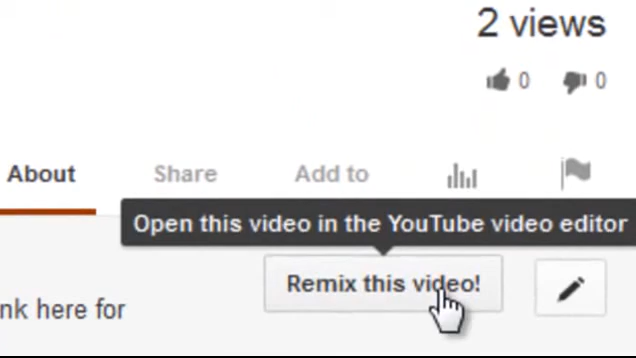 2 views
0 0
About Share Add to
Open this video in the YouTube video editor
Remix this video!
nk here for